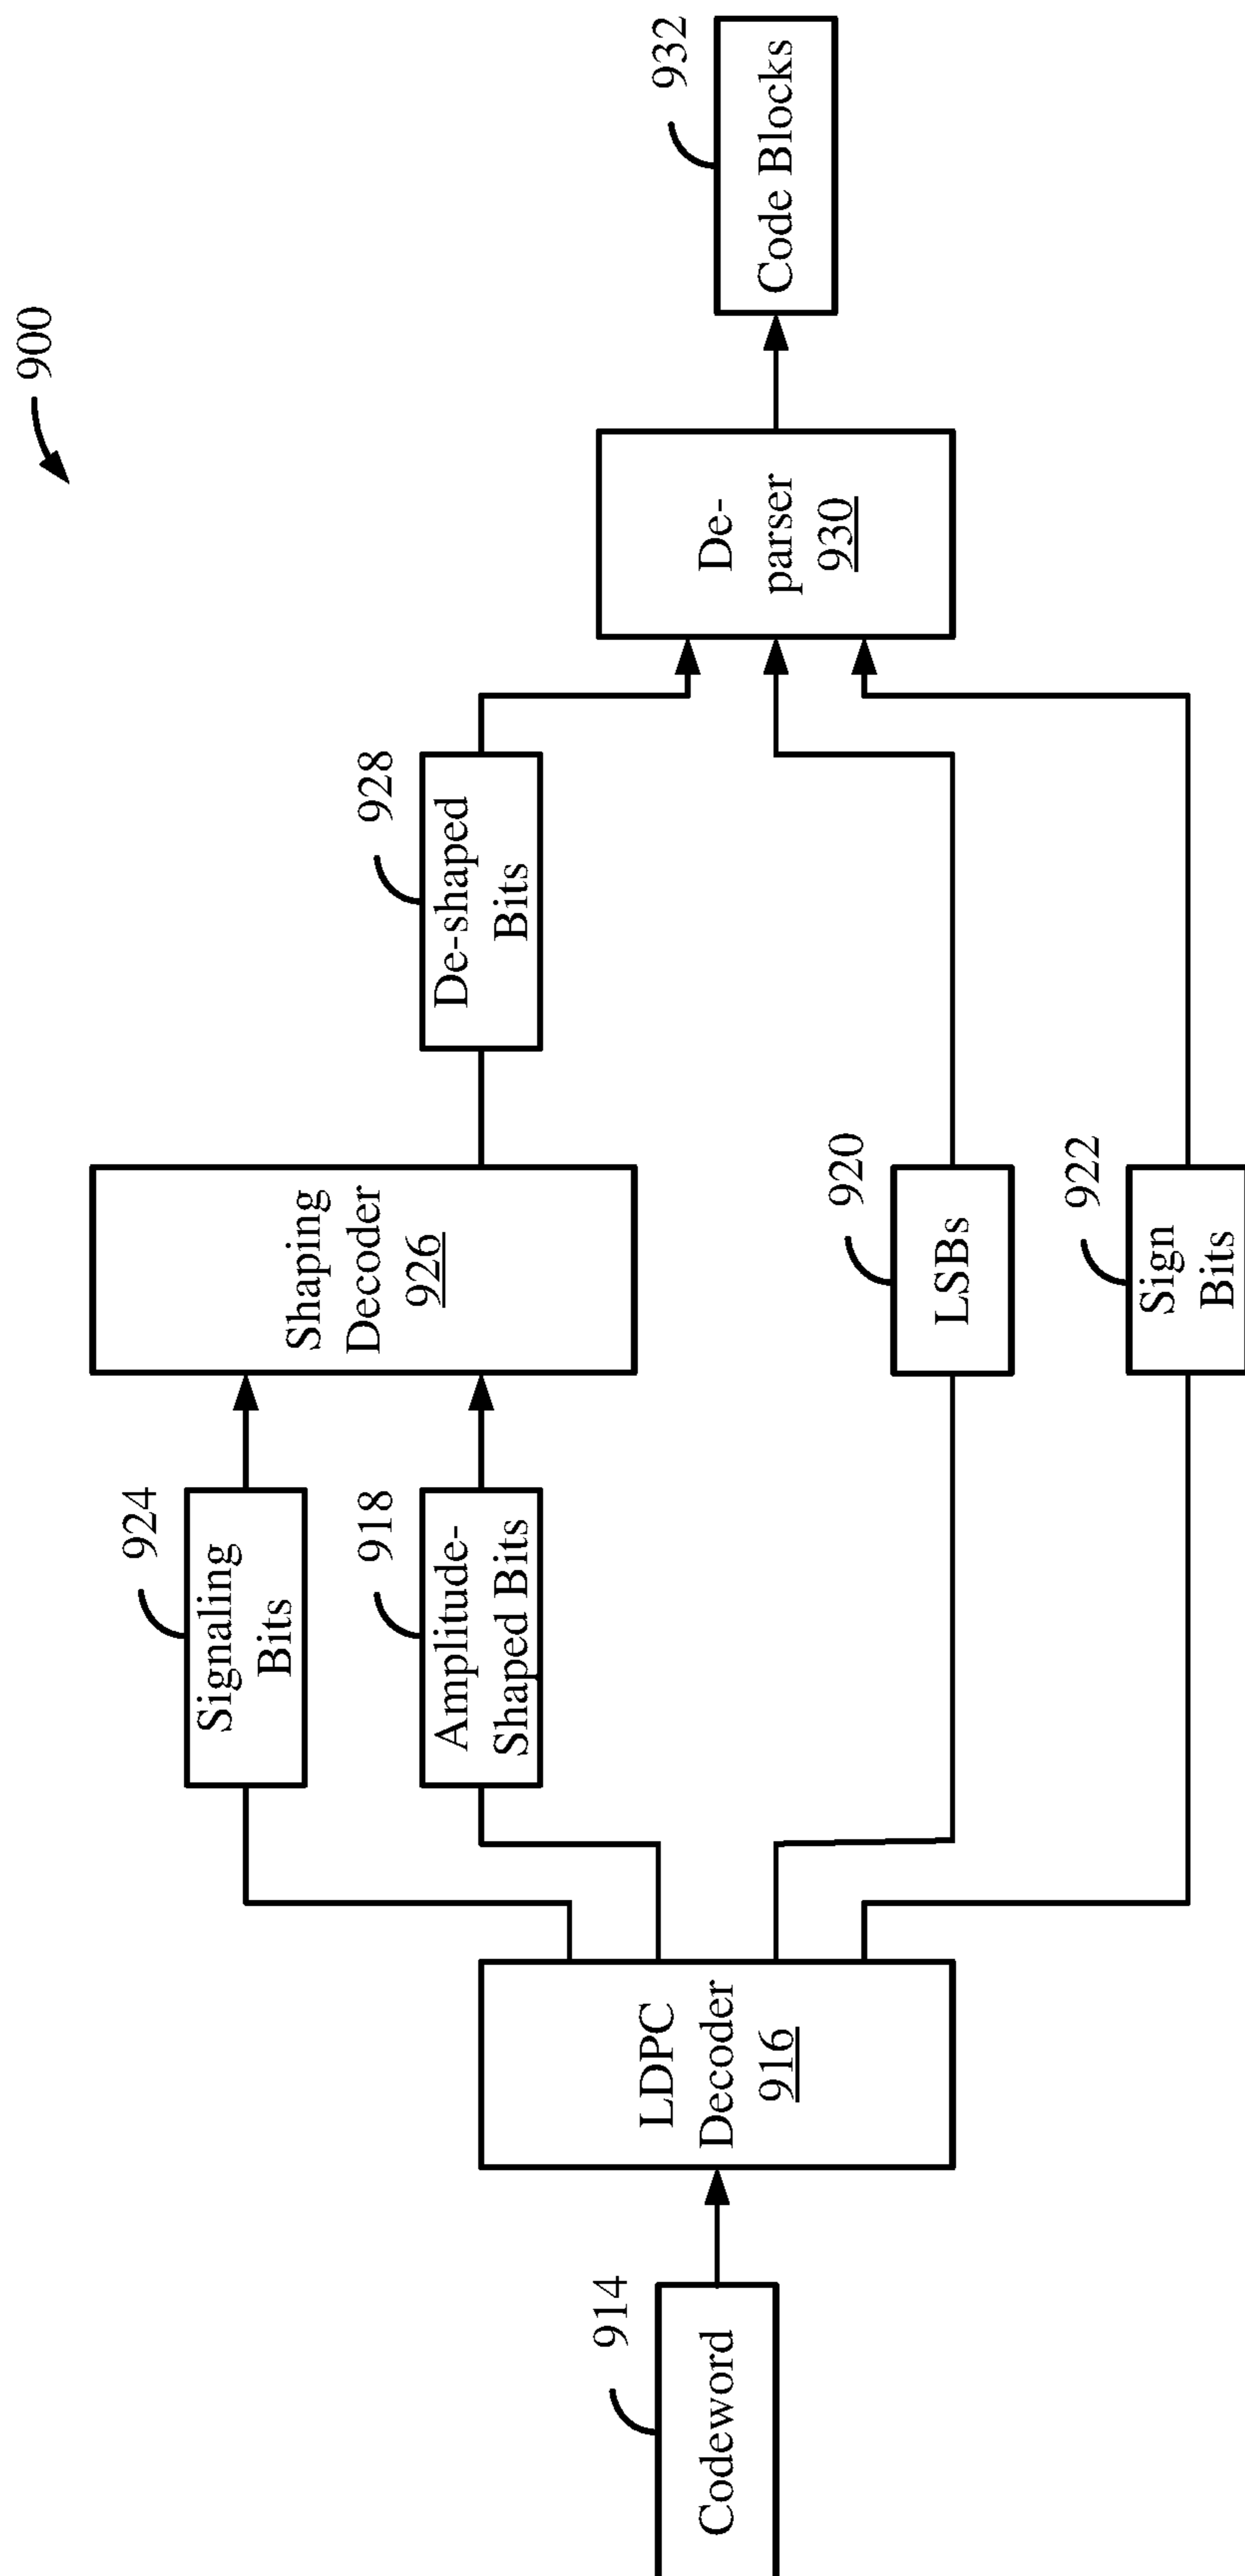 900
914
Codeword
LDPC
Decoder
916
924
Signaling
Bits
918
Amplitude-
Shaped Bits
920
LSBs
922
Sign
Bits
Shaping
Decoder
926
928
De-shaped
Bits
De-
parser
930
932
Code Blocks